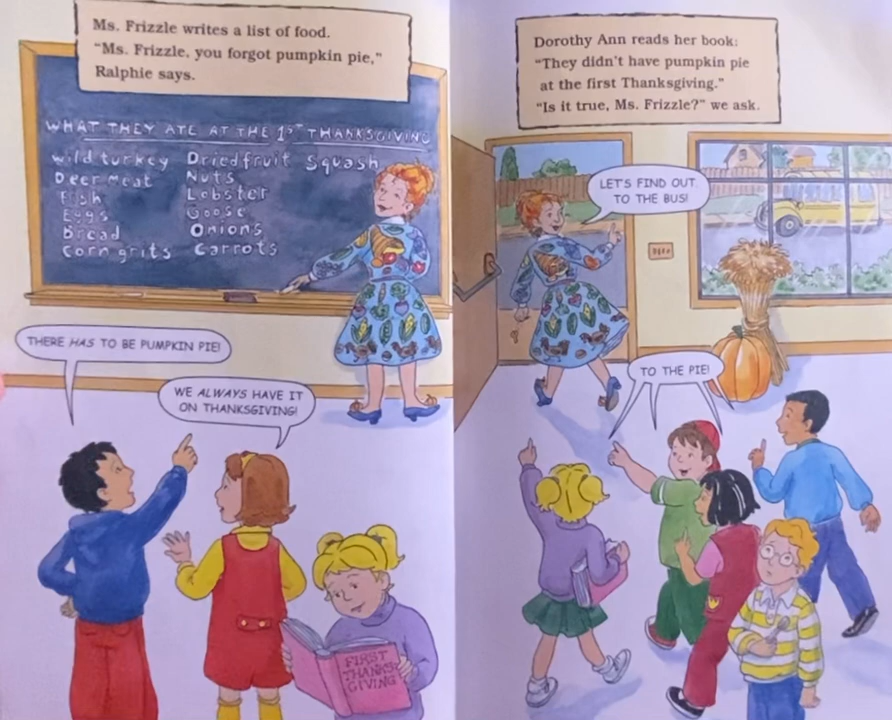 Ms. Frizzle writes a list of food.
"Ms. Frizzle, you forgot pumpkin pie,"
Ralphie says.
WHAT THEY ATE AT THE 1ST THANKSGIVING
wild turkey
Deer meat
Fish
Eggs
Bread
Corn grits
Dried fruit
Nuts
Lobster
Goose
Onions
Carrots
Squash
THERE HAS TO BE PUMPKIN PIE!
WE ALWAYS HAVE IT
ON THANKSGIVING!
FIRST
THANKS-
GIVING
Dorothy Ann reads her book:
"They didn't have pumpkin pie
at the first Thanksgiving."
"Is it true, Ms. Frizzle?" we ask.
LET'S FIND OUT.
TO THE BUS!
TO THE PIE!